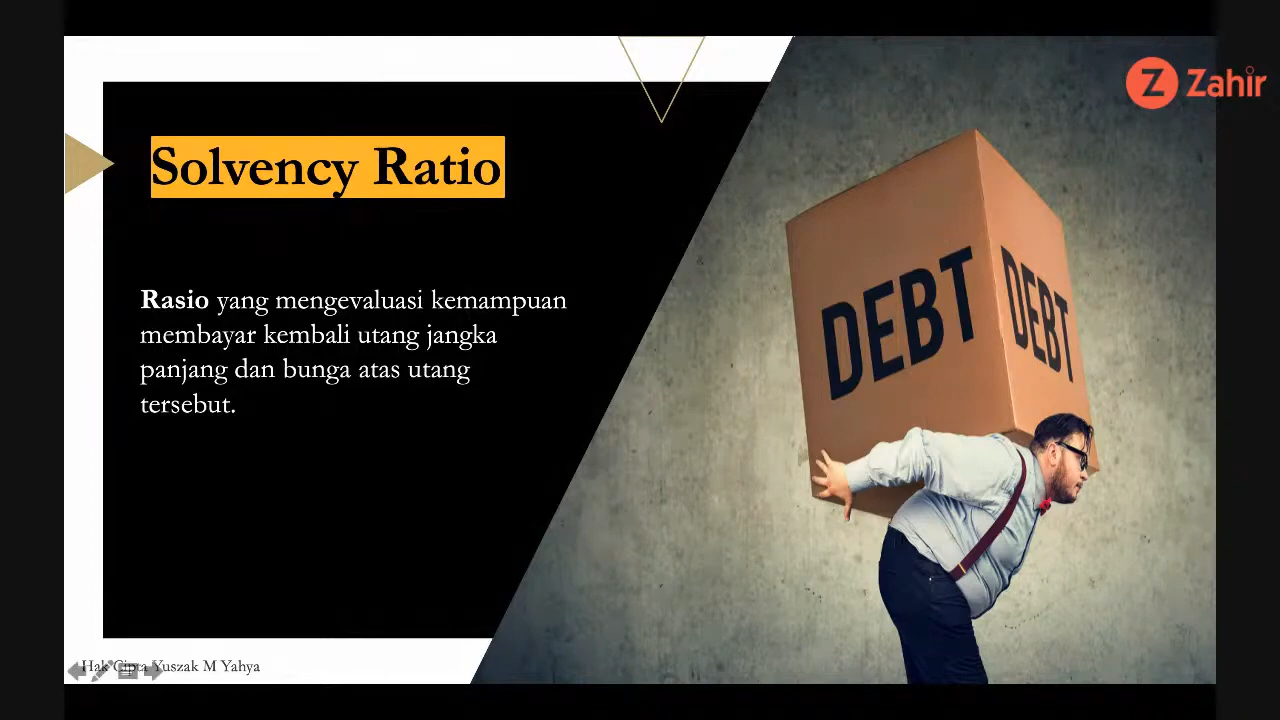 Zahir
Solvency Ratio
Rasio yang mengevaluasi kemampuan
membayar kembali utang jangka
panjang dan bunga atas utang
tersebut.
DEBT
DEBT
Hak Cipta Yuszak M Yahya